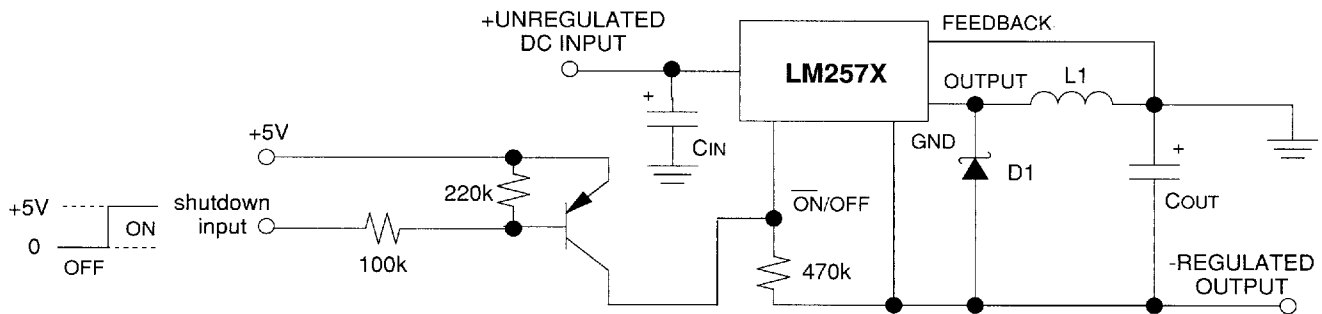 +UNREGULATED
DC INPUT
FEEDBACK
LM257X
OUTPUT
L1
GND
+
CIN
+5V
D1
+
COUT
220k
ON/OFF
+5V
shutdown
input
ON
0
OFF
100k
470k
-REGULATED
OUTPUT